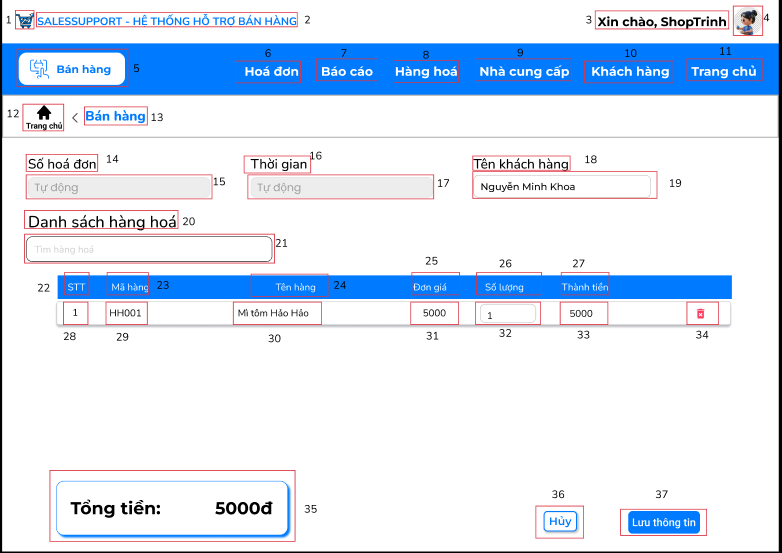 1 SALESSUPPORT - HỆ THỐNG HỖ TRỢ BÁN HÀNG 2 3 Xin chào, ShopTrinh 4
6 7 8 9 10 11
Bán hàng 5 Hoá đơn Báo cáo Hàng hoá Nhà cung cấp Khách hàng Trang chủ
12 Trang chủ < Bán hàng 13
Số hoá đơn 14 Thời gian 16 Tên khách hàng 18
Tự động 15 Tự động 17 Nguyễn Minh Khoa 19
Danh sách hàng hoá 20
Tìm hàng hoá 21
25 26 27
22 STT Mã hàng 23 Tên hàng 24 Đơn giá Số lượng Thành tiền
1 HH001 Mì tôm Hảo Hảo 5000 1 5000
28 29 30 31 32 33 34
36 37
Tổng tiền: 5000đ 35
Hủy Lưu thông tin